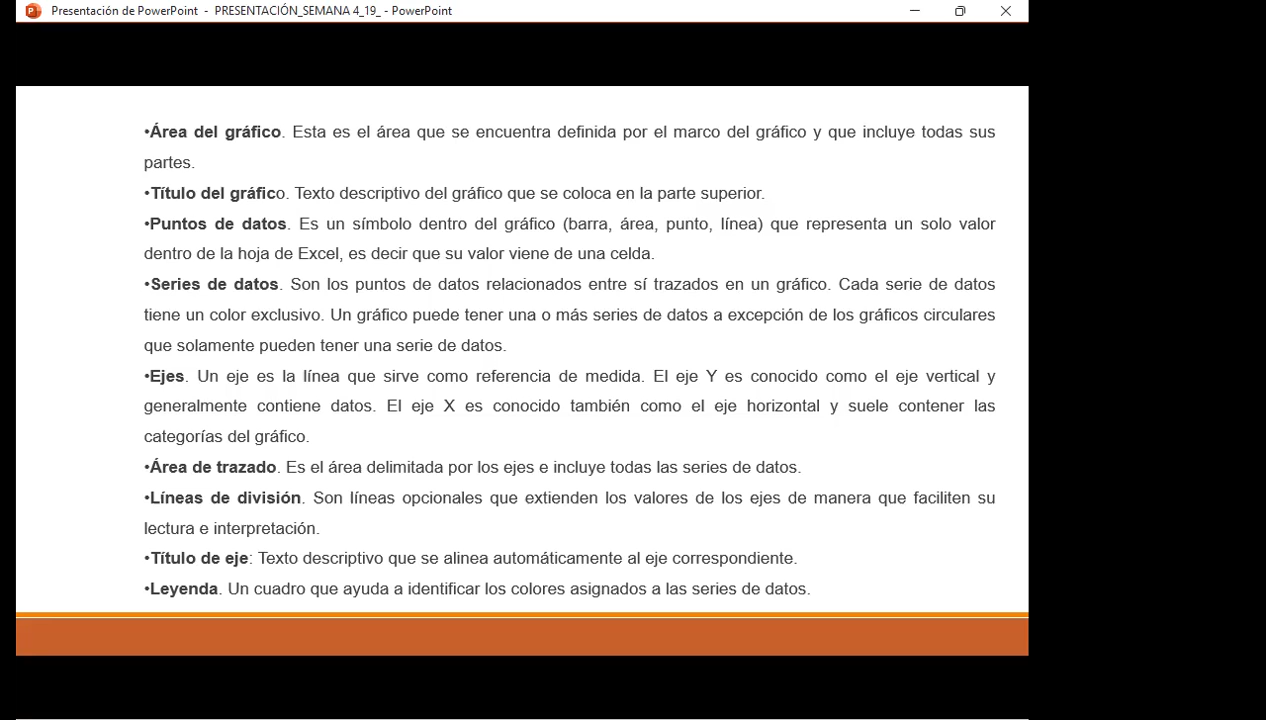 Presentación de PowerPoint - PRESENTACIÓN_SEMANA 4_19_ - PowerPoint
•Área del gráfico. Esta es el área que se encuentra definida por el marco del gráfico y que incluye todas sus
partes.
•Título del gráfico. Texto descriptivo del gráfico que se coloca en la parte superior.
•Puntos de datos. Es un símbolo dentro del gráfico (barra, área, punto, línea) que representa un solo valor
dentro de la hoja de Excel, es decir que su valor viene de una celda.
•Series de datos. Son los puntos de datos relacionados entre sí trazados en un gráfico. Cada serie de datos
tiene un color exclusivo. Un gráfico puede tener una o más series de datos a excepción de los gráficos circulares
que solamente pueden tener una serie de datos.
•Ejes. Un eje es la línea que sirve como referencia de medida. El eje Y es conocido como el eje vertical y
generalmente contiene datos. El eje X es conocido también como el eje horizontal y suele contener las
categorías del gráfico.
•Área de trazado. Es el área delimitada por los ejes e incluye todas las series de datos.
•Líneas de división. Son líneas opcionales que extienden los valores de los ejes de manera que faciliten su
lectura e interpretación.
•Título de eje: Texto descriptivo que se alinea automáticamente al eje correspondiente.
•Leyenda. Un cuadro que ayuda a identificar los colores asignados a las series de datos.